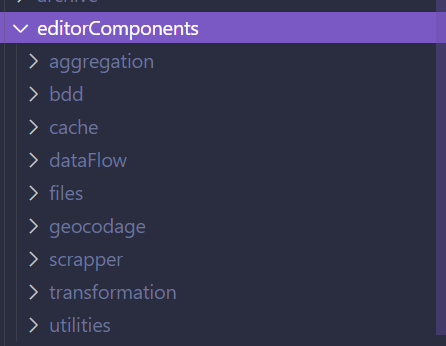 editorComponents
aggregation
bdd
cache
dataFlow
files
geocodage
scrapper
transformation
utilities